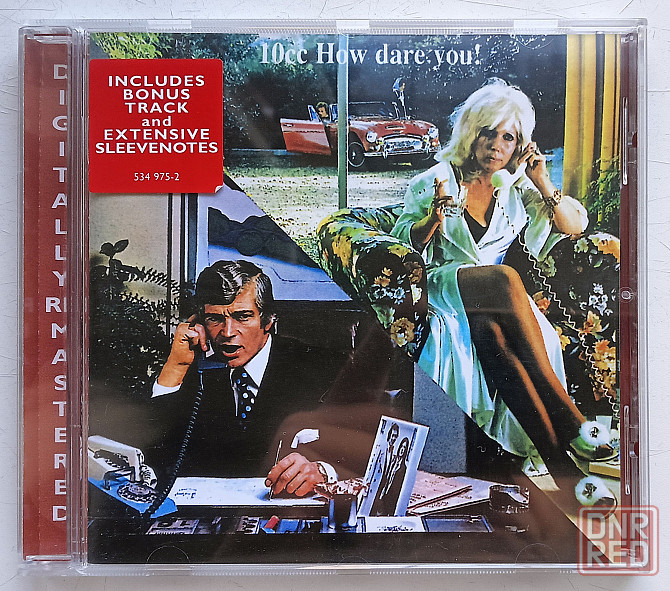 10cc How dare you!
INCLUDES
BONUS
TRACK
and
EXTENSIVE
SLEEVENOTES
534 975-2
DIGITALLY REMASTERED
DNR
RED